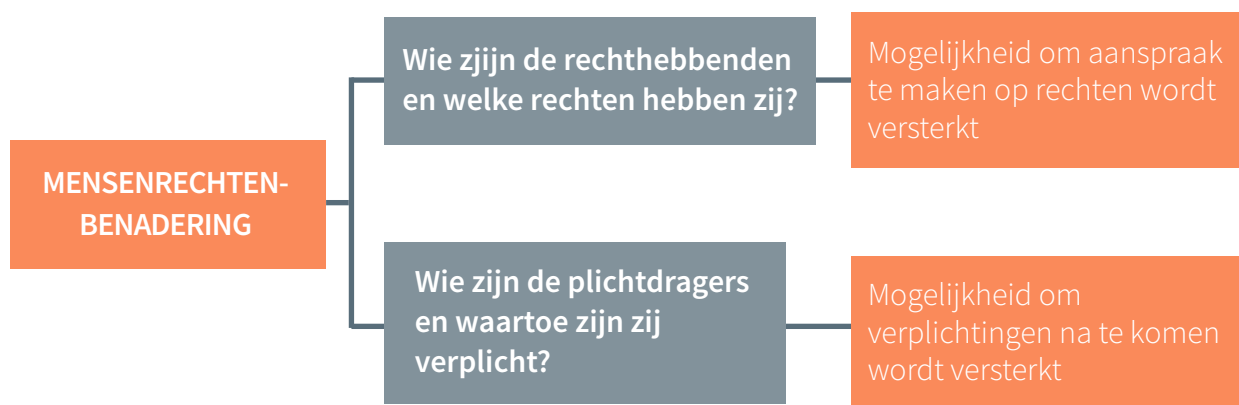 MENSENRECHTEN-
BENADERING
Wie zjijn de rechthebbenden
en welke rechten hebben zij?
Mogelijkheid om aanspraak
te maken op rechten wordt
versterkt
Wie zijn de plichtdragers
en waartoe zijn zij
verplicht?
Mogelijkheid om
verplichtingen na te komen
wordt versterkt